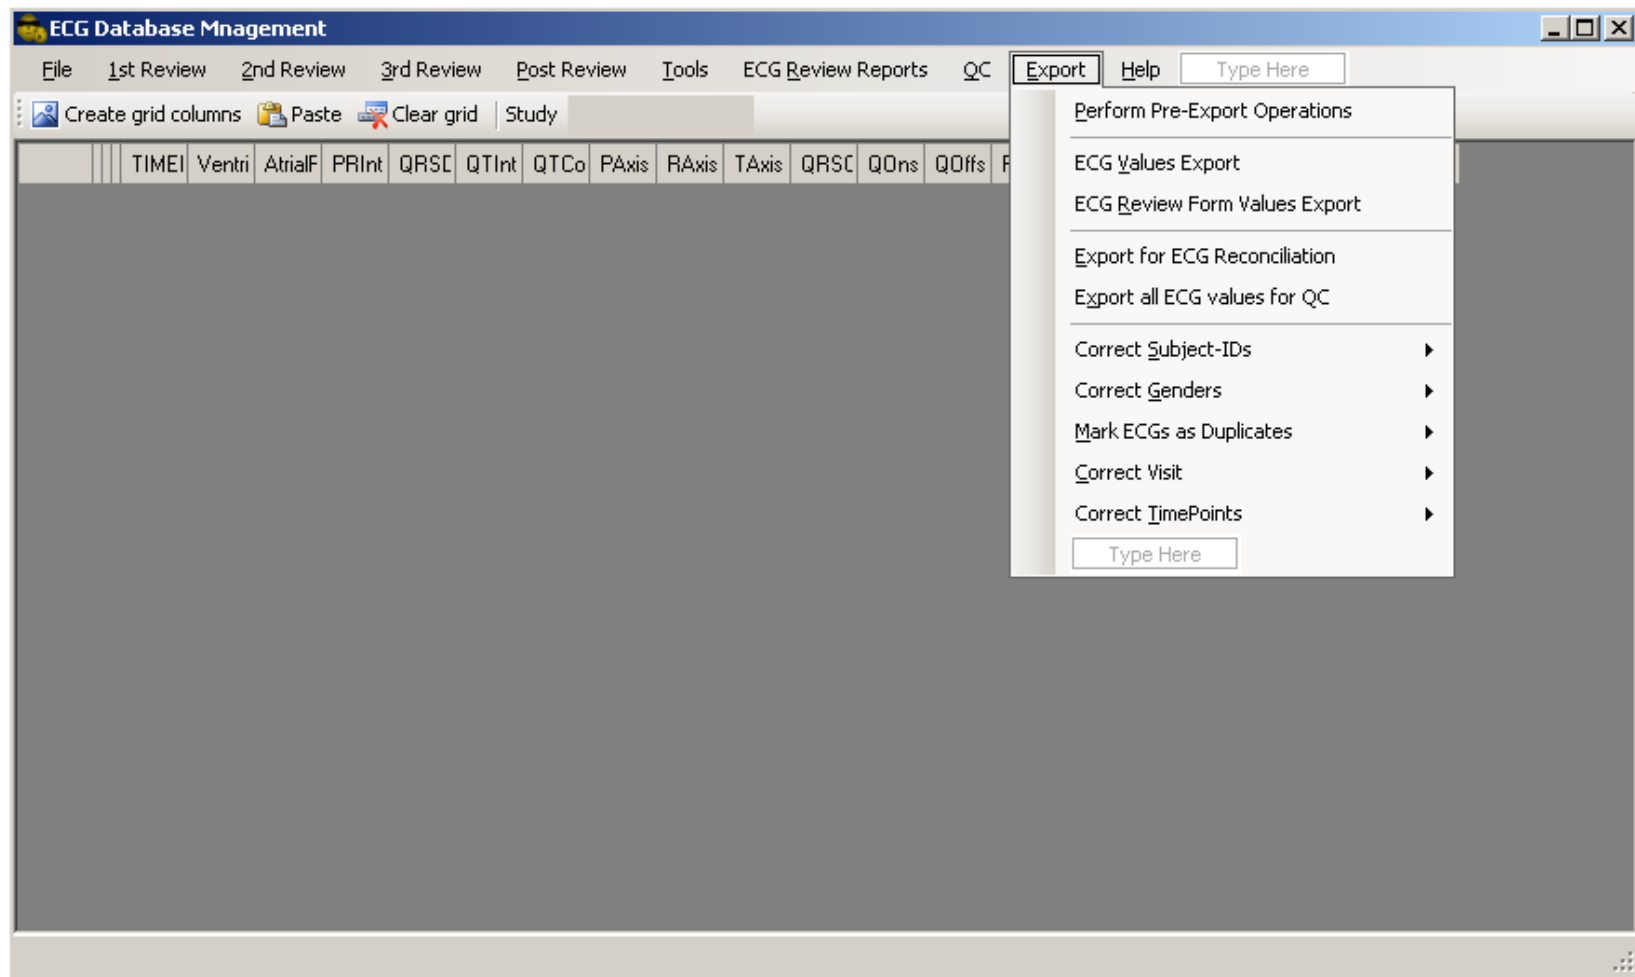 ECG Database Mnagement
File 1st Review 2nd Review 3rd Review Post Review Tools ECG Review Reports QC Export Help Type Here
Create grid columns Paste Clear grid Study
TIMEI Ventri AtrialF PRInt QRSD QTInt QTCo PAxis RAxis TAxis QRSC QOns QOffs
Perform Pre-Export Operations
ECG Values Export
ECG Review Form Values Export
Export for ECG Reconciliation
Export all ECG values for QC
Correct Subject-IDs
Correct Genders
Mark ECGs as Duplicates
Correct Visit
Correct TimePoints
Type Here